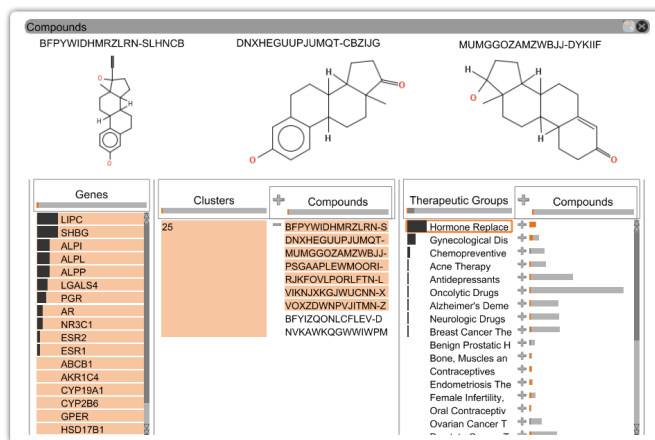 Compounds
BFPYWIDHMRZLRN-SLHNCB
DNXHEGUUPJUMQT-CBZIJG
MUMGGOZAMZWBJJ-DYKIIF
H
O
H
H
O
H
H
H
O
O
H
H
H
O
O
Genes
Clusters
Compounds
Therapeutic Groups
Compounds
LIPC
SHBG
ALPI
ALPL
ALPP
LGALS4
PGR
AR
NR3C1
ESR2
ESR1
ABCB1
AKR1C4
CYP19A1
CYP2B6
GPER
HSD17B1
25
BFPYWIDHMRZLRN-S
DNXHEGUUPJUMQT-
MUMGGOZAMZWBJJ-
PSGAAPLEWMOORI-
RJKFOVLPORLFTN-L
VIKNJXKGJWUCNN-X
VOXZDWNPVJITMN-Z
BFYIZQONLCFLEV-D
NVKAWKQGWWIWPM
Hormone Replace
Gynecological Dis
Chemopreventive
Acne Therapy
Antidepressants
Oncolytic Drugs
Alzheimer's Deme
Neurologic Drugs
Breast Cancer The
Benign Prostatic H
Bone, Muscles an
Contraceptives
Endometriosis The
Female Infertility,
Oral Contraceptiv
Ovarian Cancer T